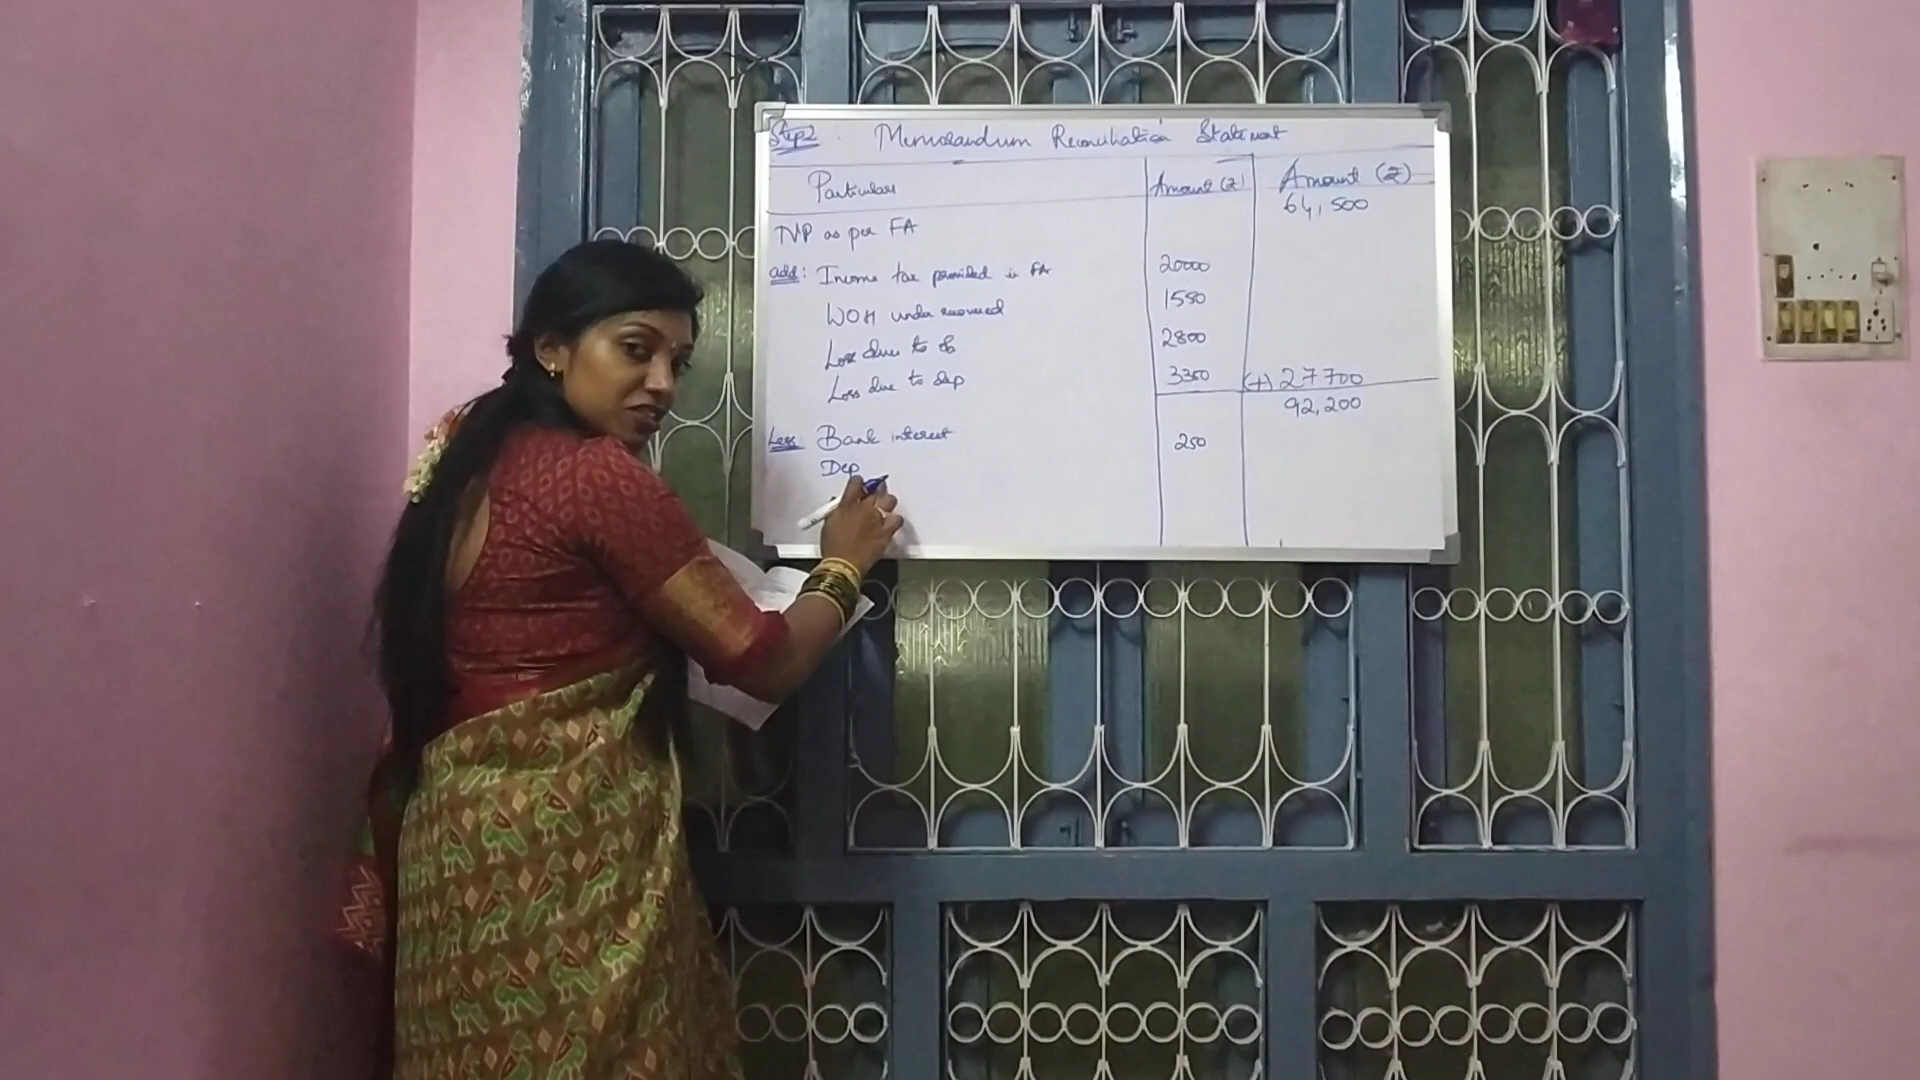 Step2 : Memorandum Reconciliation Statement
Particulars Amount (₹) Amount (₹)
NP as per FA 64,500
add: Income tax provided in FA 20000
WOH under recovered 1550
Loss due to ob 2800
Loss due to dep 3350 (+) 27700
92,200
Less: Bank interest 250
Dep